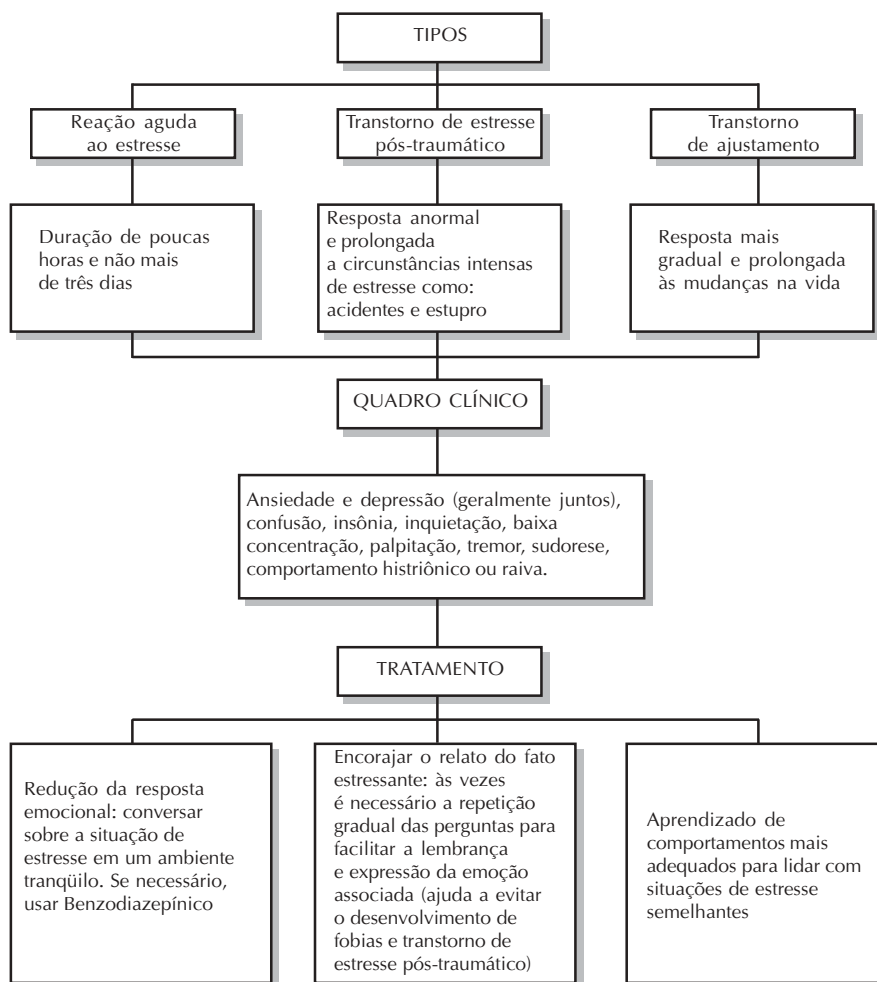 TIPOS
Reação aguda
ao estresse
Transtorno de estresse
pós-traumático
Transtorno
de ajustamento
Duração de poucas
horas e não mais
de três dias
Resposta anormal
e prolongada
a circunstâncias intensas
de estresse como:
acidentes e estupro
Resposta mais
gradual e prolongada
às mudanças na vida
QUADRO CLÍNICO
Ansiedade e depressão (geralmente juntos),
confusão, insônia, inquietação, baixa
concentração, palpitação, tremor, sudorese,
comportamento histriônico ou raiva.
TRATAMENTO
Redução da resposta
emocional: conversar
sobre a situação de
estresse em um ambiente
tranqüilo. Se necessário,
usar Benzodiazepínico
Encorajar o relato do fato
estressante: às vezes
é necessário a repetição
gradual das perguntas para
facilitar a lembrança
e expressão da emoção
associada (ajuda a evitar
o desenvolvimento de
fobias e transtorno de
estresse pós-traumático)
Aprendizado de
comportamentos mais
adequados para lidar com
situações de estresse
semelhantes